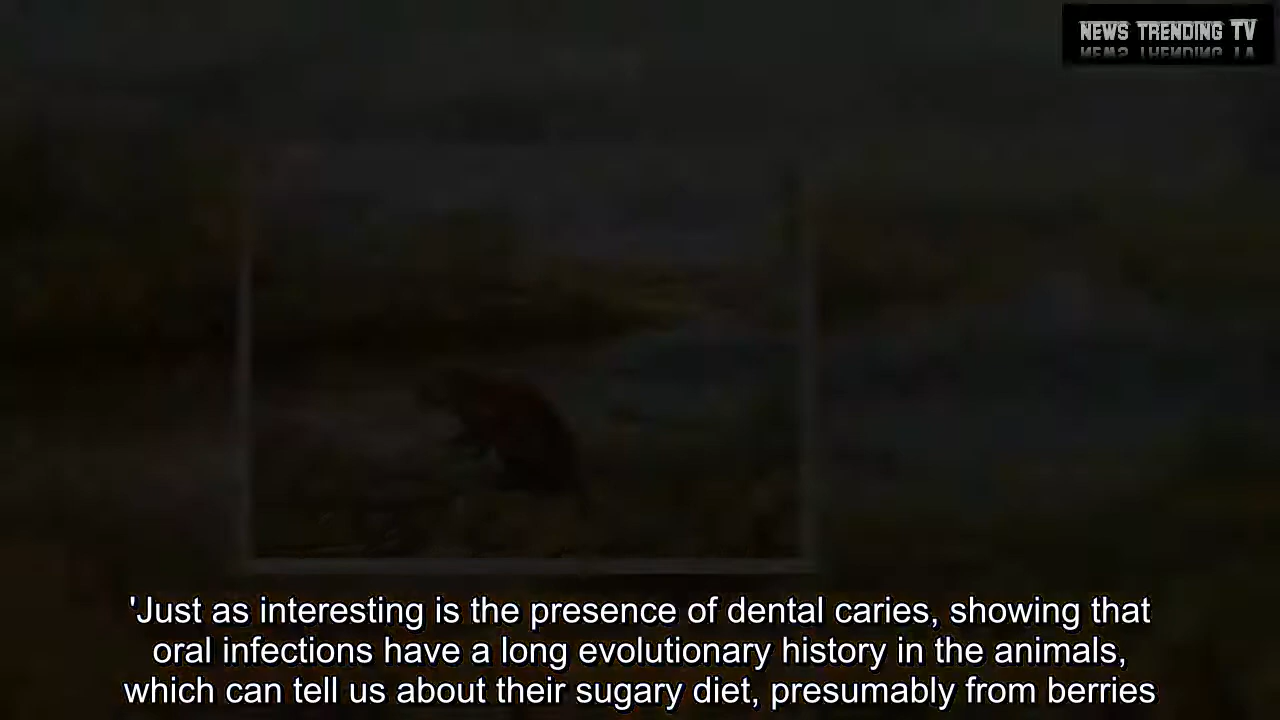 NEWS TRENDING TV
'Just as interesting is the presence of dental caries, showing that
oral infections have a long evolutionary history in the animals,
which can tell us about their sugary diet, presumably from berries